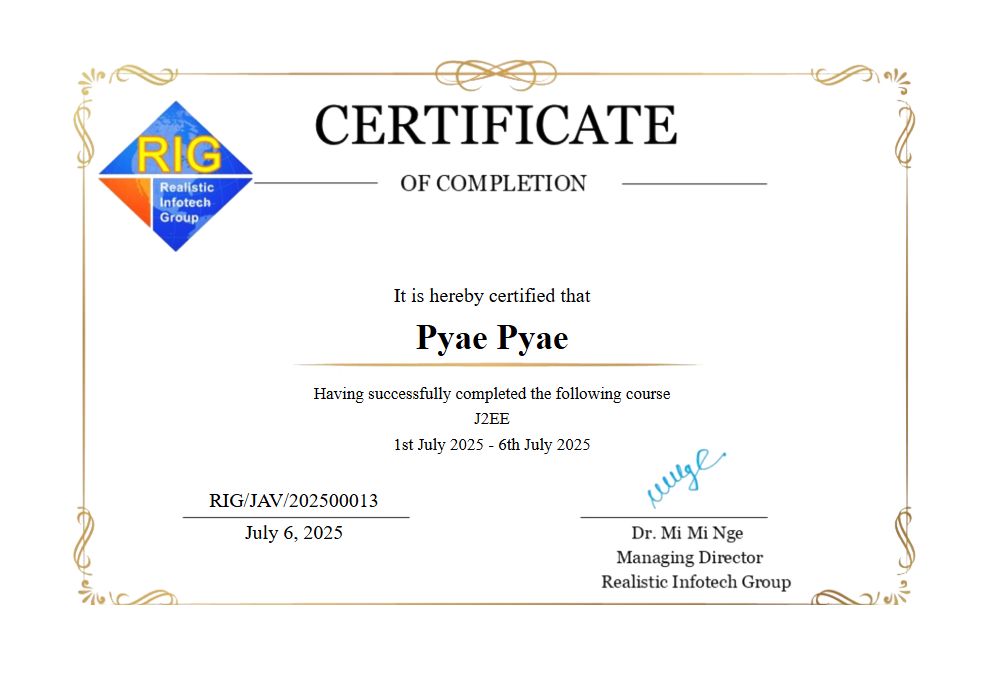 CERTIFICATE
RIG
Realistic
Infotech
Group
OF COMPLETION
It is hereby certified that
Pyae Pyae
Having successfully completed the following course
J2EE
1st July 2025 - 6th July 2025
RIG/JAV/202500013
July 6, 2025
Dr. Mi Mi Nge
Managing Director
Realistic Infotech Group